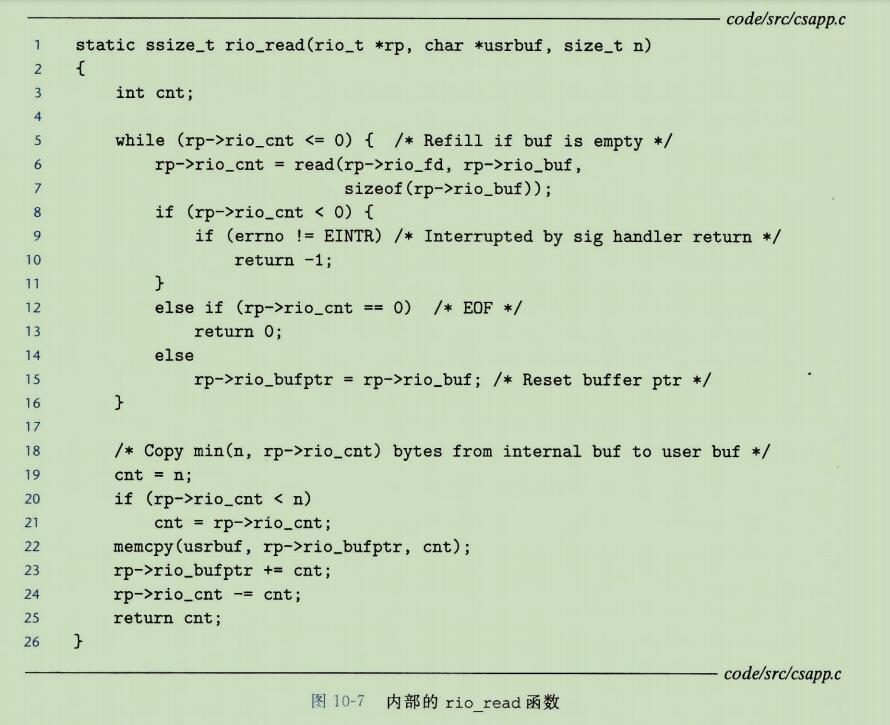 code/src/csapp.c
1 static ssize_t rio_read(rio_t *rp, char *usrbuf, size_t n)
2 {
3     int cnt;
4
5     while (rp->rio_cnt <= 0) {  /* Refill if buf is empty */
6         rp->rio_cnt = read(rp->rio_fd, rp->rio_buf,
7                            sizeof(rp->rio_buf));
8         if (rp->rio_cnt < 0) {
9             if (errno != EINTR) /* Interrupted by sig handler return */
10                 return -1;
11         }
12         else if (rp->rio_cnt == 0)  /* EOF */
13             return 0;
14         else
15             rp->rio_bufptr = rp->rio_buf; /* Reset buffer ptr */
16     }
17
18     /* Copy min(n, rp->rio_cnt) bytes from internal buf to user buf */
19     cnt = n;
20     if (rp->rio_cnt < n)
21         cnt = rp->rio_cnt;
22     memcpy(usrbuf, rp->rio_bufptr, cnt);
23     rp->rio_bufptr += cnt;
24     rp->rio_cnt -= cnt;
25     return cnt;
26 }
code/src/csapp.c
图 10-7 内部的 rio_read 函数